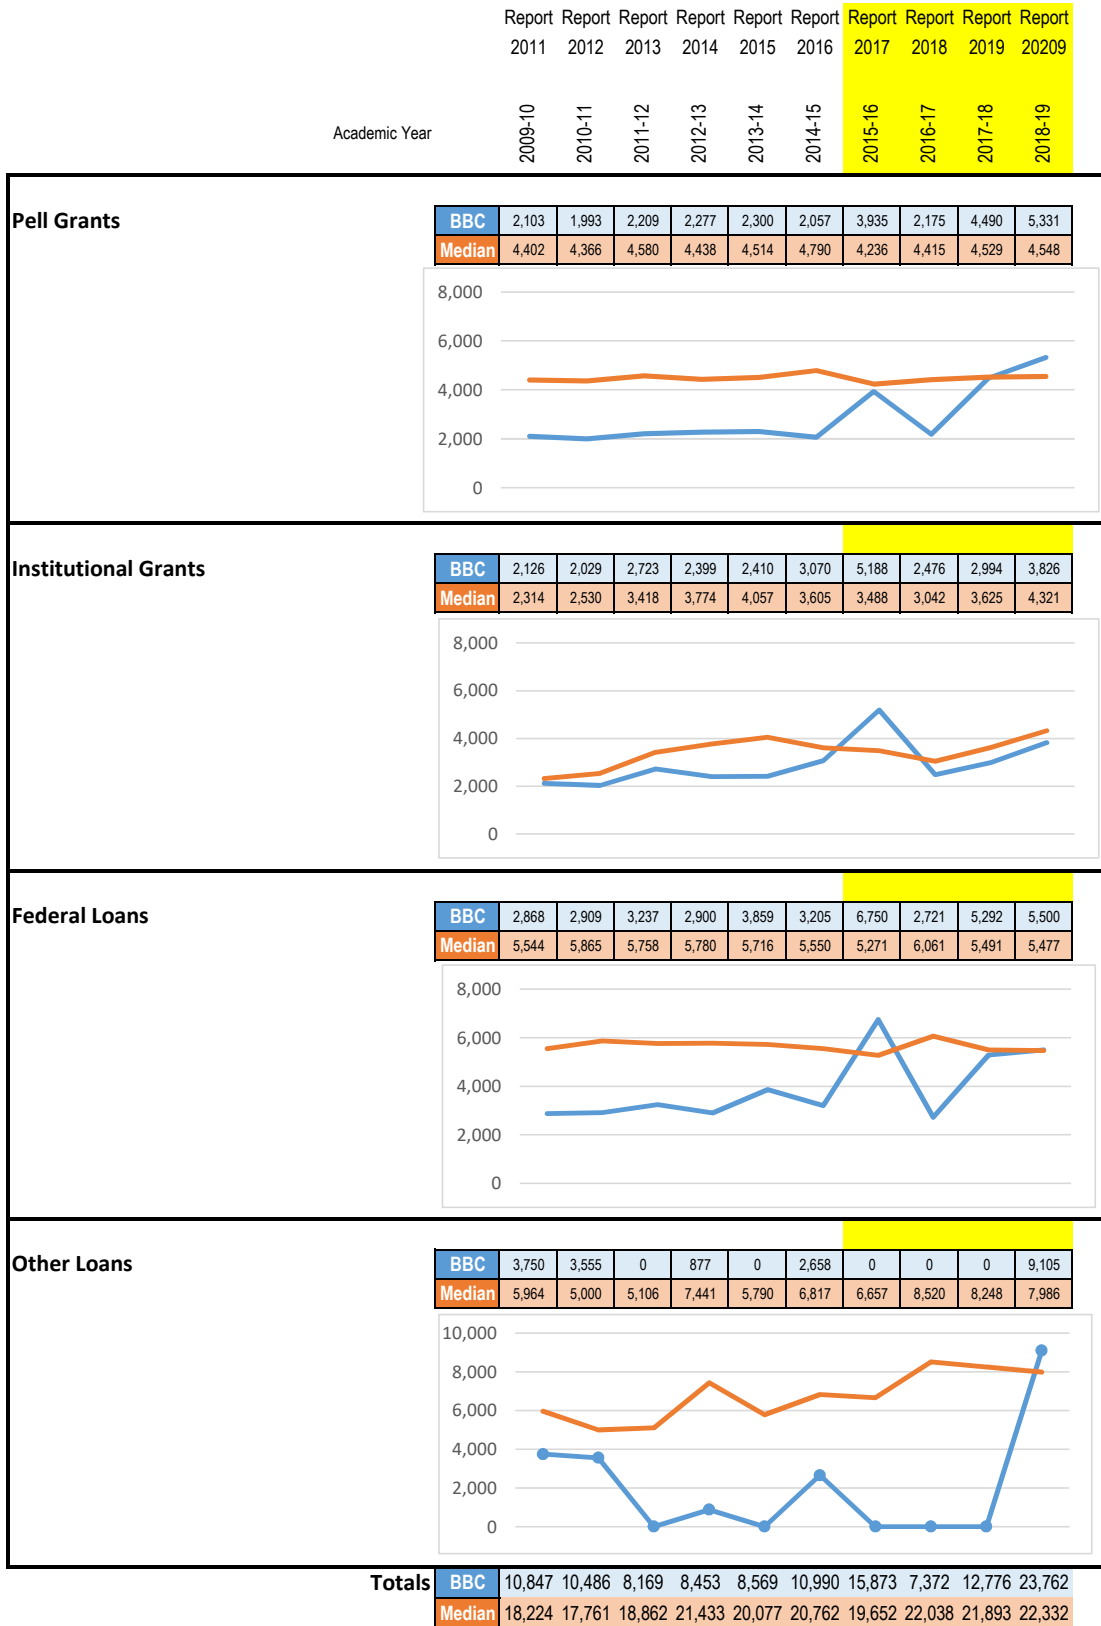 Report Report Report Report Report Report Report Report Report Report
2011 2012 2013 2014 2015 2016 2017 2018 2019 20209
Academic Year 2009-10 2010-11 2011-12 2012-13 2013-14 2014-15 2015-16 2016-17 2017-18 2018-19
Pell Grants BBC 2,103 1,993 2,209 2,277 2,300 2,057 3,935 2,175 4,490 5,331
Median 4,402 4,366 4,580 4,438 4,514 4,790 4,236 4,415 4,529 4,548
8,000
6,000
4,000
2,000
0
Institutional Grants BBC 2,126 2,029 2,723 2,399 2,410 3,070 5,188 2,476 2,994 3,826
Median 2,314 2,530 3,418 3,774 4,057 3,605 3,488 3,042 3,625 4,321
8,000
6,000
4,000
2,000
0
Federal Loans BBC 2,868 2,909 3,237 2,900 3,859 3,205 6,750 2,721 5,292 5,500
Median 5,544 5,865 5,758 5,780 5,716 5,550 5,271 6,061 5,491 5,477
8,000
6,000
4,000
2,000
0
Other Loans BBC 3,750 3,555 0 877 0 2,658 0 0 0 9,105
Median 5,964 5,000 5,106 7,441 5,790 6,817 6,657 8,520 8,248 7,986
10,000
8,000
6,000
4,000
2,000
0
Totals BBC 10,847 10,486 8,169 8,453 8,569 10,990 15,873 7,372 12,776 23,762
Median 18,224 17,761 18,862 21,433 20,077 20,762 19,652 22,038 21,893 22,332